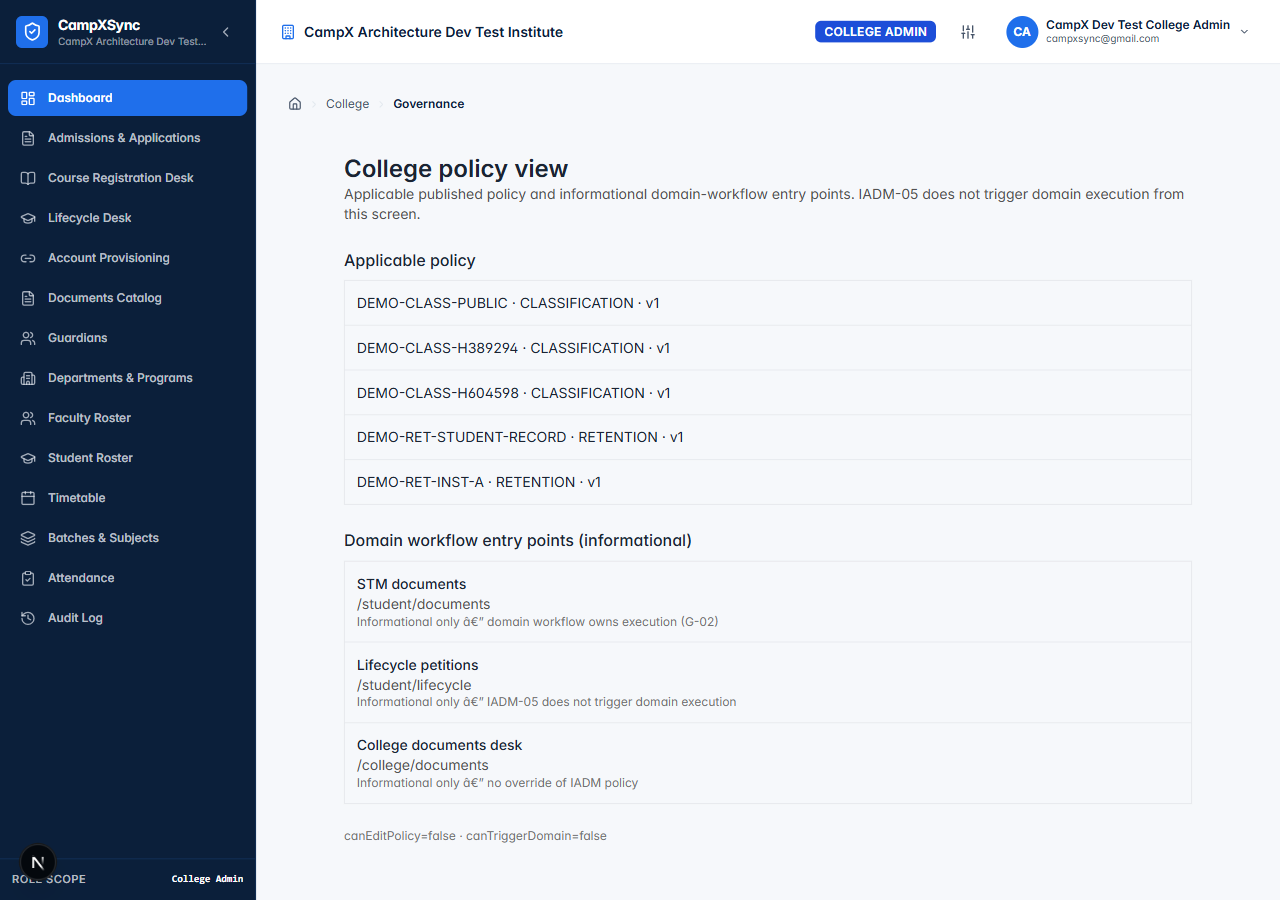 CampXSync
CampX Architecture Dev Test...
Dashboard
Admissions & Applications
Course Registration Desk
Lifecycle Desk
Account Provisioning
Documents Catalog
Guardians
Departments & Programs
Faculty Roster
Student Roster
Timetable
Batches & Subjects
Attendance
Audit Log
N
College Admin
CampX Architecture Dev Test Institute
COLLEGE ADMIN
CA
CampX Dev Test College Admin
campxsync@gmail.com
College
Governance
College policy view
Applicable published policy and informational domain-workflow entry points. IADM-05 does not trigger domain execution from
this screen.
Applicable policy
DEMO-CLASS-PUBLIC · CLASSIFICATION · v1
DEMO-CLASS-H389294 · CLASSIFICATION · v1
DEMO-CLASS-H604598 · CLASSIFICATION · v1
DEMO-RET-STUDENT-RECORD · RETENTION · v1
DEMO-RET-INST-A · RETENTION · v1
Domain workflow entry points (informational)
STM documents
/student/documents
Informational only â€” domain workflow owns execution (G-02)
Lifecycle petitions
/student/lifecycle
Informational only â€” IADM-05 does not trigger domain execution
College documents desk
/college/documents
Informational only â€” no override of IADM policy
canEditPolicy=false · canTriggerDomain=false